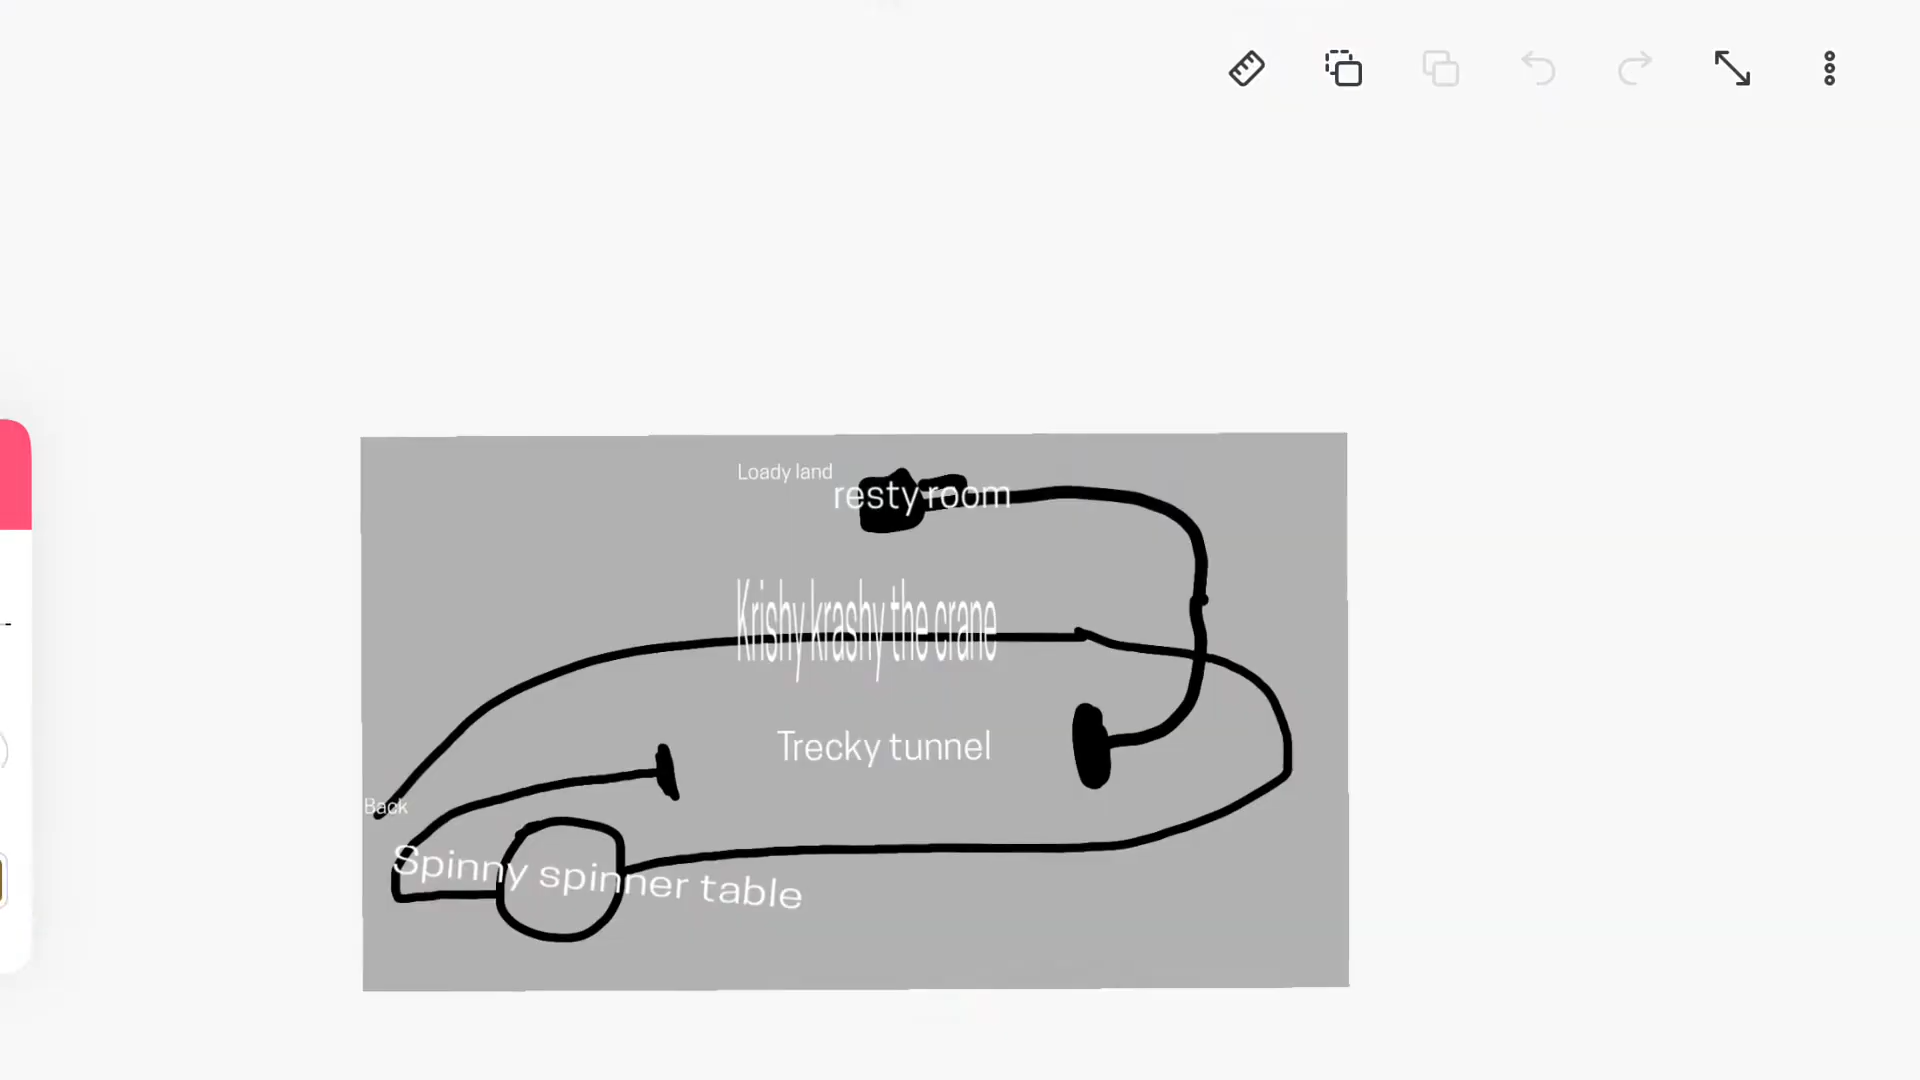 Loady land
resty room
Krishy krashy the crane
Trecky tunnel
Back
Spinny spinner table